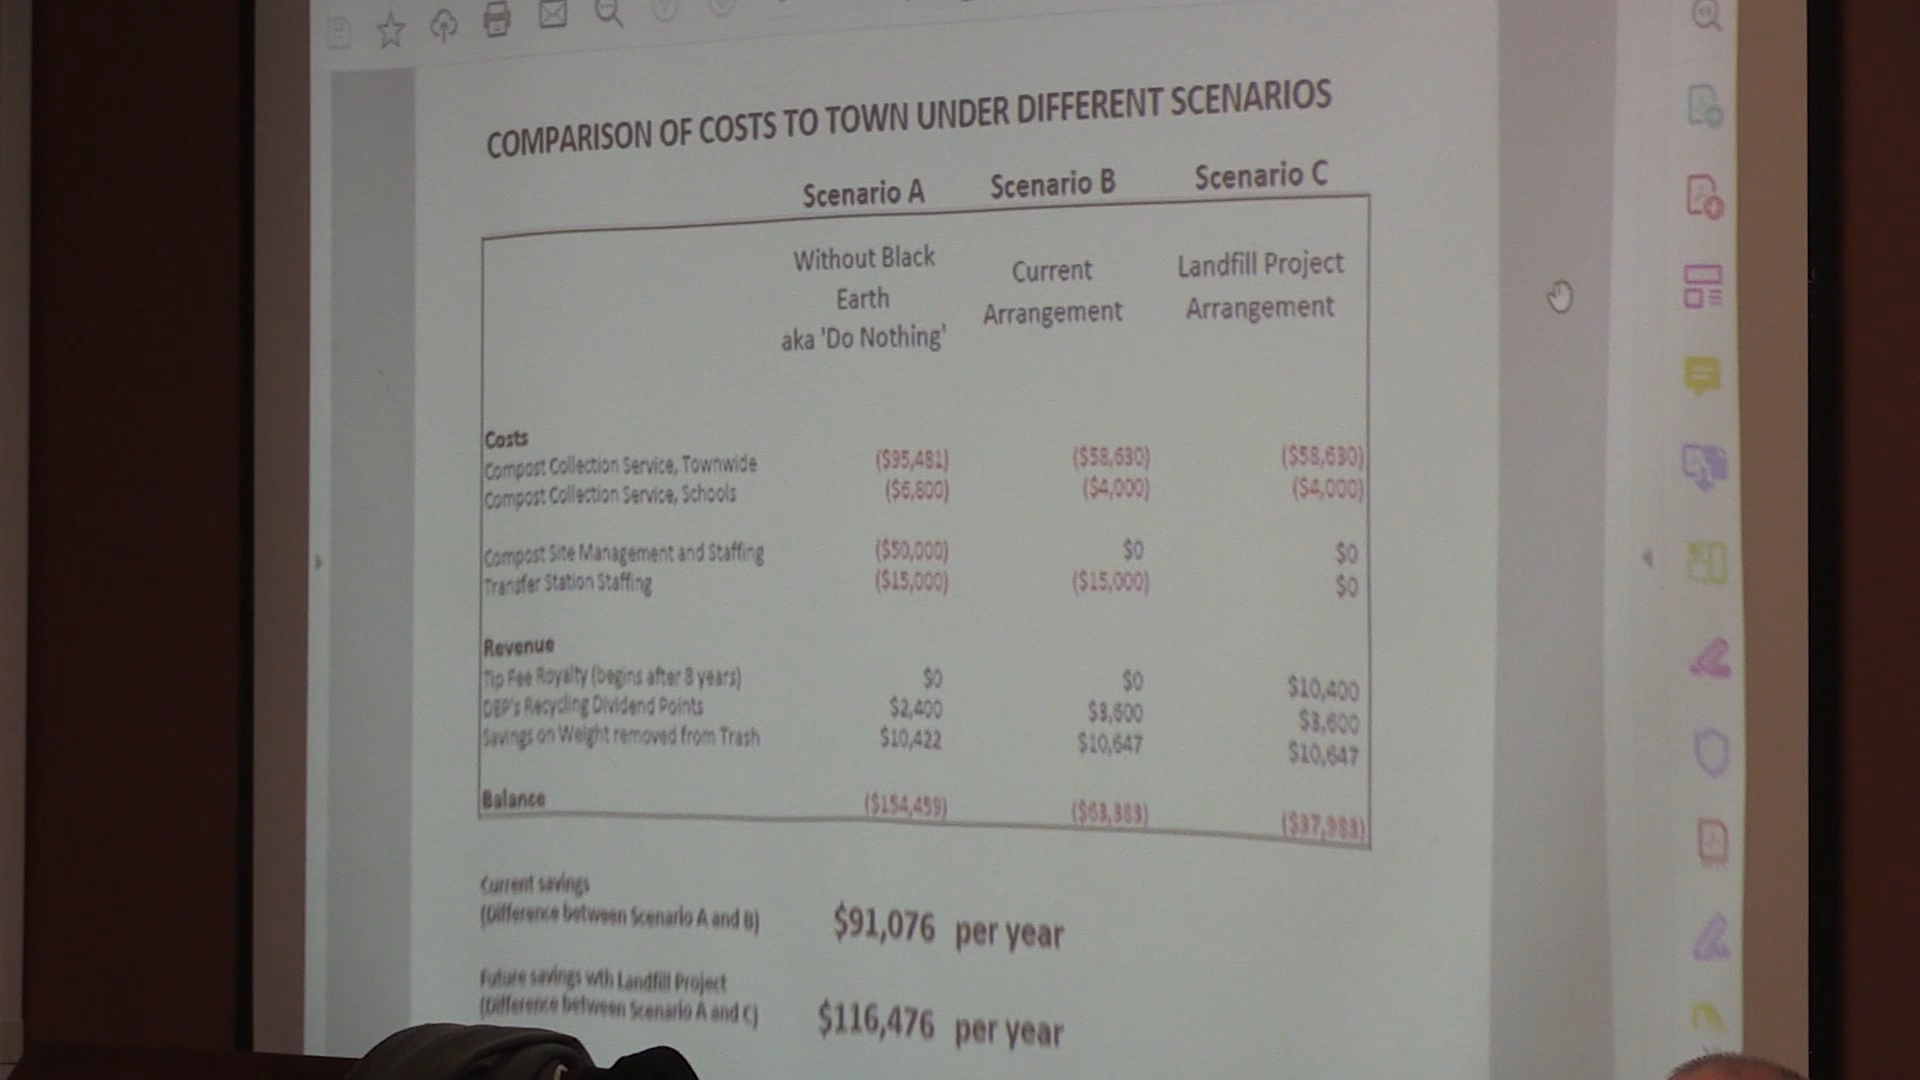 COMPARISON OF COSTS TO TOWN UNDER DIFFERENT SCENARIOS
Scenario A Scenario B Scenario C
Without Black Earth aka 'Do Nothing' Current Arrangement Landfill Project Arrangement
Costs
Compost Collection Service, Townwide ($95,481) ($58,630) ($58,630)
Compost Collection Service, Schools ($6,800) ($4,000) ($4,000)
Compost Site Management and Staffing ($50,000) $0 $0
Transfer Station Staffing ($15,000) ($15,000) $0
Revenue
Tip Fee Royalty (begins after 8 years) $0 $0 $10,400
DEP's Recycling Dividend Points $2,400 $3,600 $3,600
Savings on Weight removed from Trash $10,422 $10,647 $10,647
Balance ($154,459) ($63,383) ($37,983)
Current savings
(Difference between Scenario A and B) $91,076 per year
Future savings wth Landfill Project
(Difference between Scenario A and C) $116,476 per year